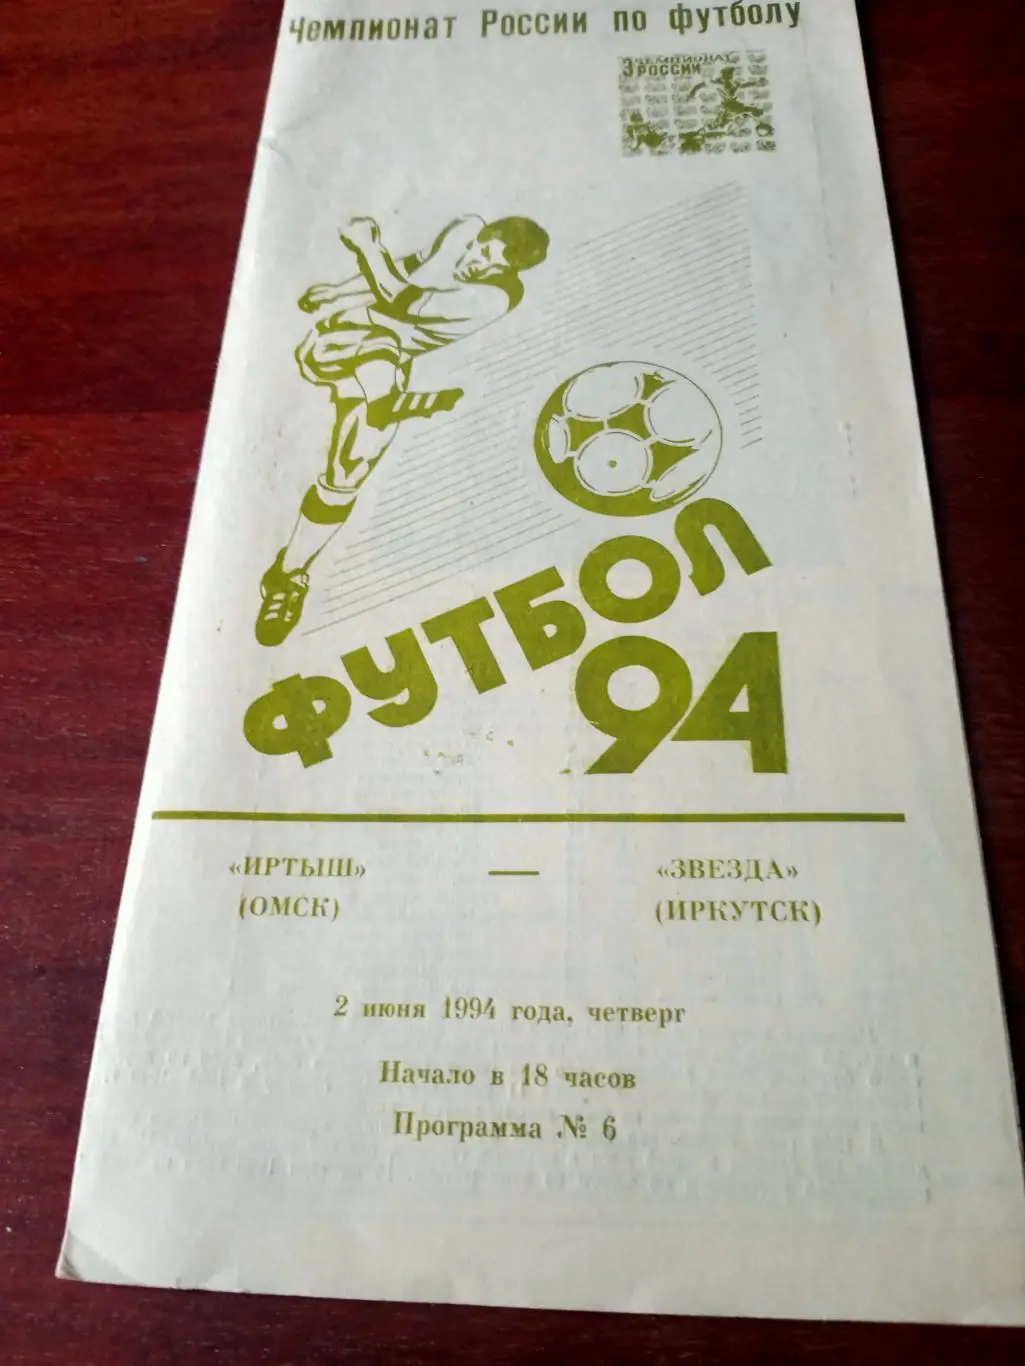 Чемпионат России по футболу
3 ЧЕМПИОНАТ
РОССИИ
ФУТБОЛ
94
«ИРТЫШ» — «ЗВЕЗДА»
(ОМСК) (ИРКУТСК)
2 июня 1994 года, четверг
Начало в 18 часов
Программа № 6